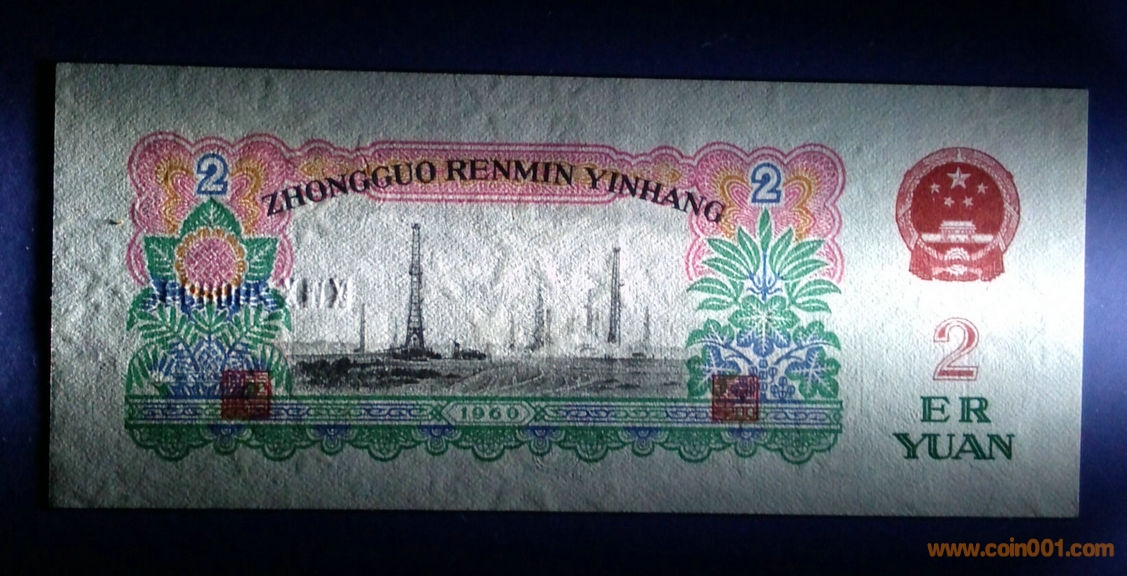 2
2
ZHONGGUO RENMIN YINHANG
1960
2
ER
YUAN
www.coin001.com